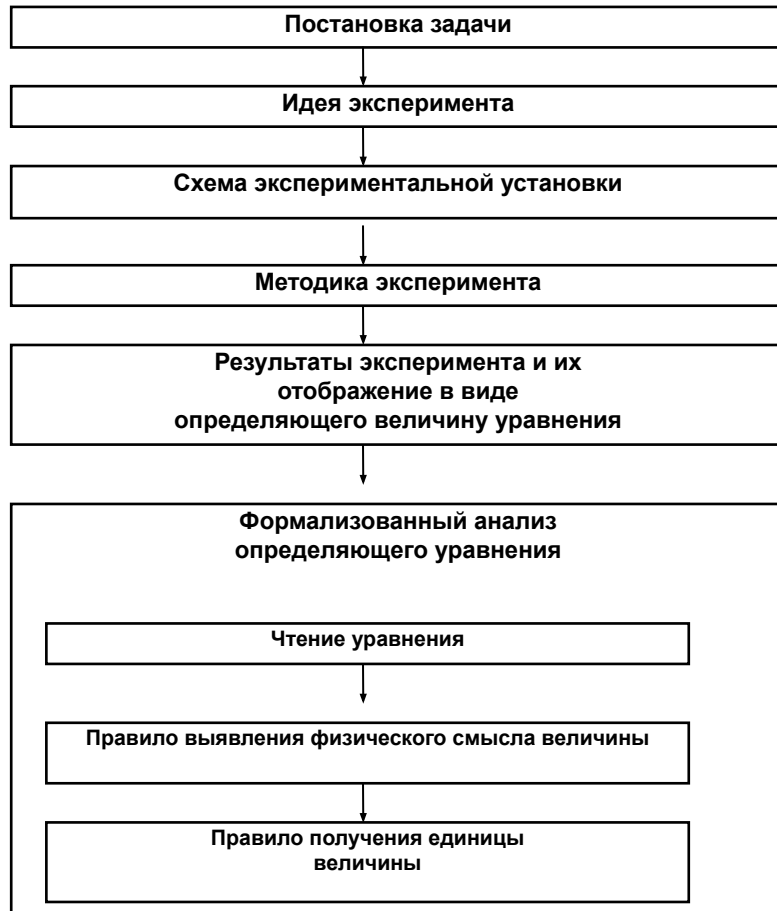 Постановка задачи
Идея эксперимента
Схема экспериментальной установки
Методика эксперимента
Результаты эксперимента и их
отображение в виде
определяющего величину уравнения
Формализованный анализ
определяющего уравнения
Чтение уравнения
Правило выявления физического смысла величины
Правило получения единицы
величины